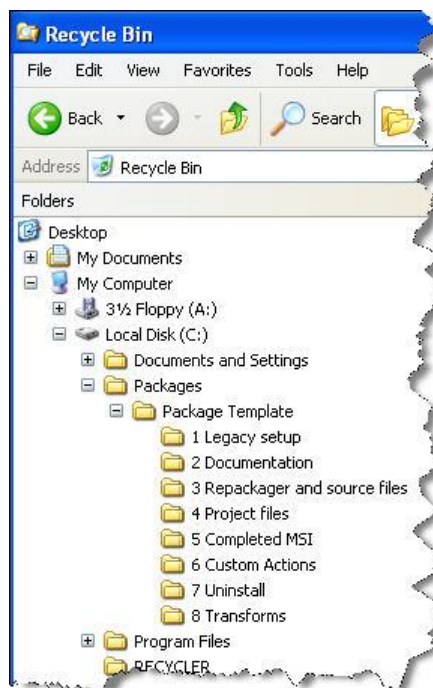 Recycle Bin
File Edit View Favorites Tools Help
Back Search
Address Recycle Bin
Folders
Desktop
My Documents
My Computer
3½ Floppy (A:)
Local Disk (C:)
Documents and Settings
Packages
Package Template
1 Legacy setup
2 Documentation
3 Repackager and source files
4 Project files
5 Completed MSI
6 Custom Actions
7 Uninstall
8 Transforms
Program Files
RECYCLER